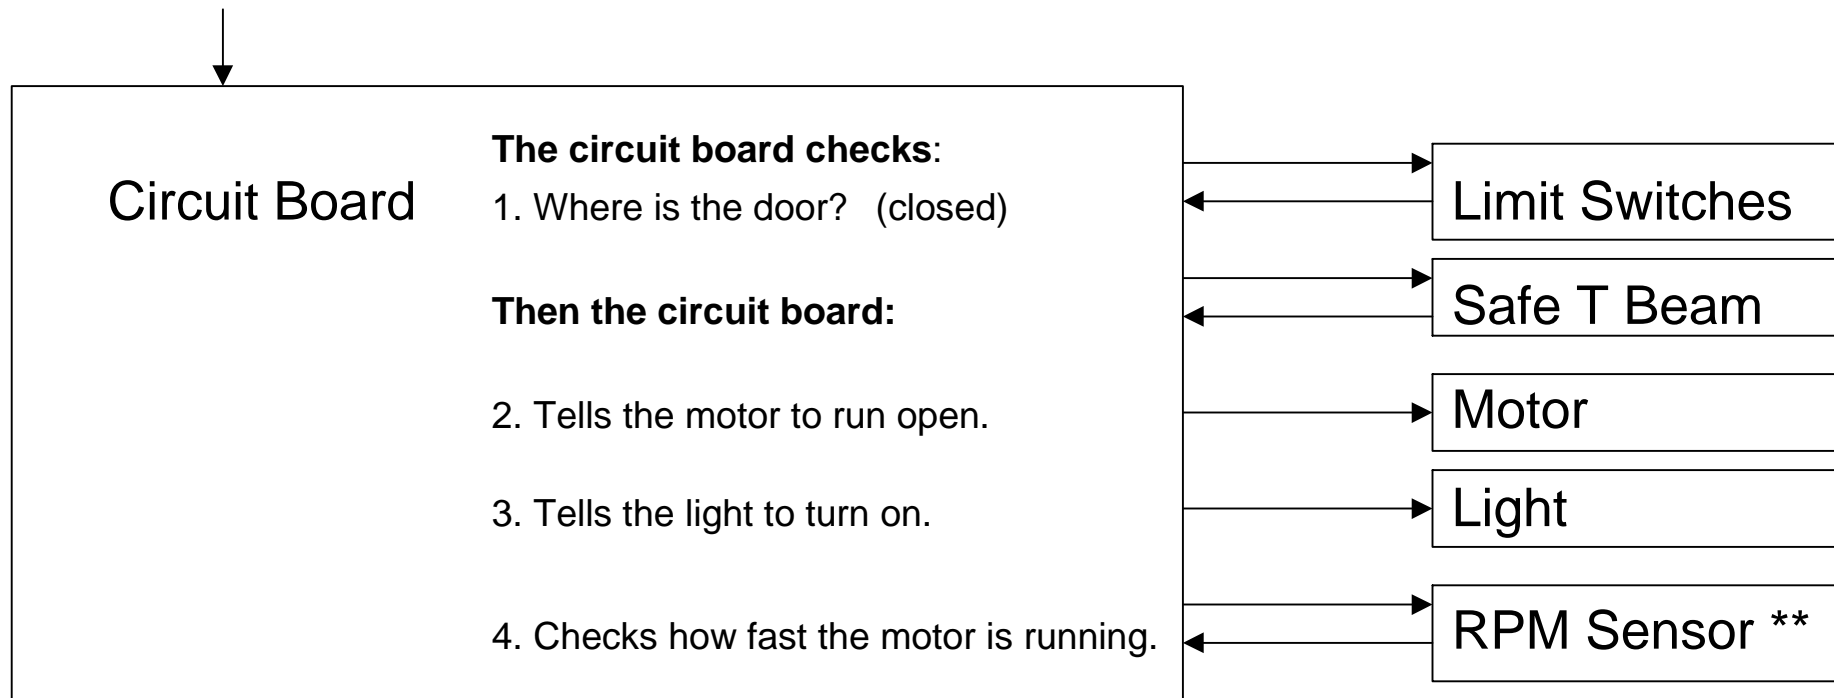 The circuit board checks:
Circuit Board
1. Where is the door? (closed)
Limit Switches
Then the circuit board:
Safe T Beam
2. Tells the motor to run open.
Motor
3. Tells the light to turn on.
Light
4. Checks how fast the motor is running.
RPM Sensor **